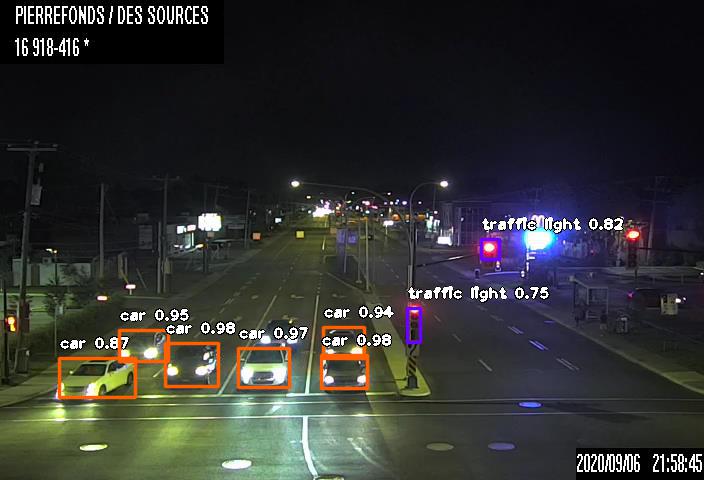 PIERREFONDS / DES SOURCES
16 918-416 *
traffic light 0.82
traffic light 0.75
car 0.95
car 0.98
car 0.94
car 0.97
car 0.98
car 0.87
2020/09/06 21:58:45